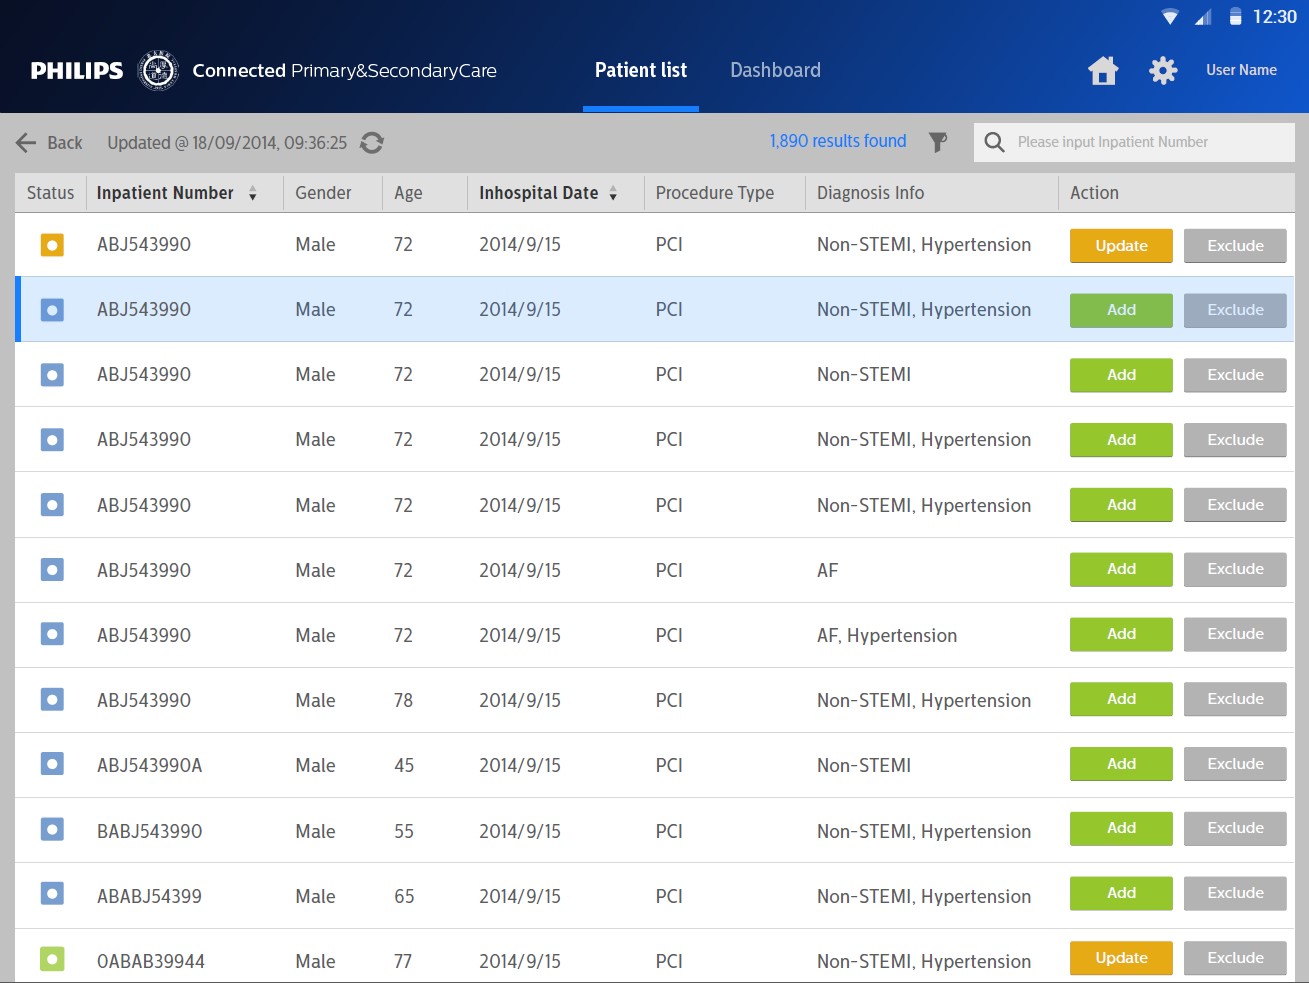 12:30
PHILIPS Connected Primary&SecondaryCare Patient list Dashboard User Name
Back Updated @ 18/09/2014, 09:36:25 1,890 results found Please input Inpatient Number
Status Inpatient Number Gender Age Inhospital Date Procedure Type Diagnosis Info Action
ABJ543990 Male 72 2014/9/15 PCI Non-STEMI, Hypertension Update Exclude
ABJ543990 Male 72 2014/9/15 PCI Non-STEMI, Hypertension Add Exclude
ABJ543990 Male 72 2014/9/15 PCI Non-STEMI Add Exclude
ABJ543990 Male 72 2014/9/15 PCI Non-STEMI, Hypertension Add Exclude
ABJ543990 Male 72 2014/9/15 PCI Non-STEMI, Hypertension Add Exclude
ABJ543990 Male 72 2014/9/15 PCI AF Add Exclude
ABJ543990 Male 72 2014/9/15 PCI AF, Hypertension Add Exclude
ABJ543990 Male 78 2014/9/15 PCI Non-STEMI, Hypertension Add Exclude
ABJ543990A Male 45 2014/9/15 PCI Non-STEMI Add Exclude
BABJ543990 Male 55 2014/9/15 PCI Non-STEMI, Hypertension Add Exclude
ABABJ54399 Male 65 2014/9/15 PCI Non-STEMI, Hypertension Add Exclude
0ABAB39944 Male 77 2014/9/15 PCI Non-STEMI, Hypertension Update Exclude